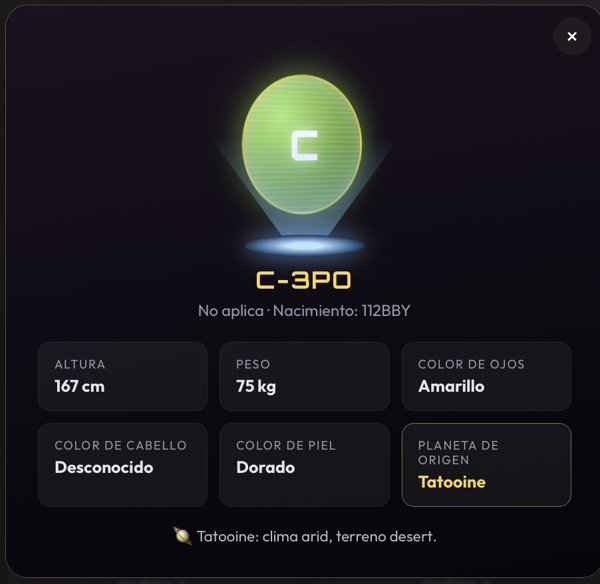 C
C-3PO
No aplica · Nacimiento: 112BBY
ALTURA
167 cm
PESO
75 kg
COLOR DE OJOS
Amarillo
COLOR DE CABELLO
Desconocido
COLOR DE PIEL
Dorado
PLANETA DE
ORIGEN
Tatooine
🪐 Tatooine: clima arid, terreno desert.